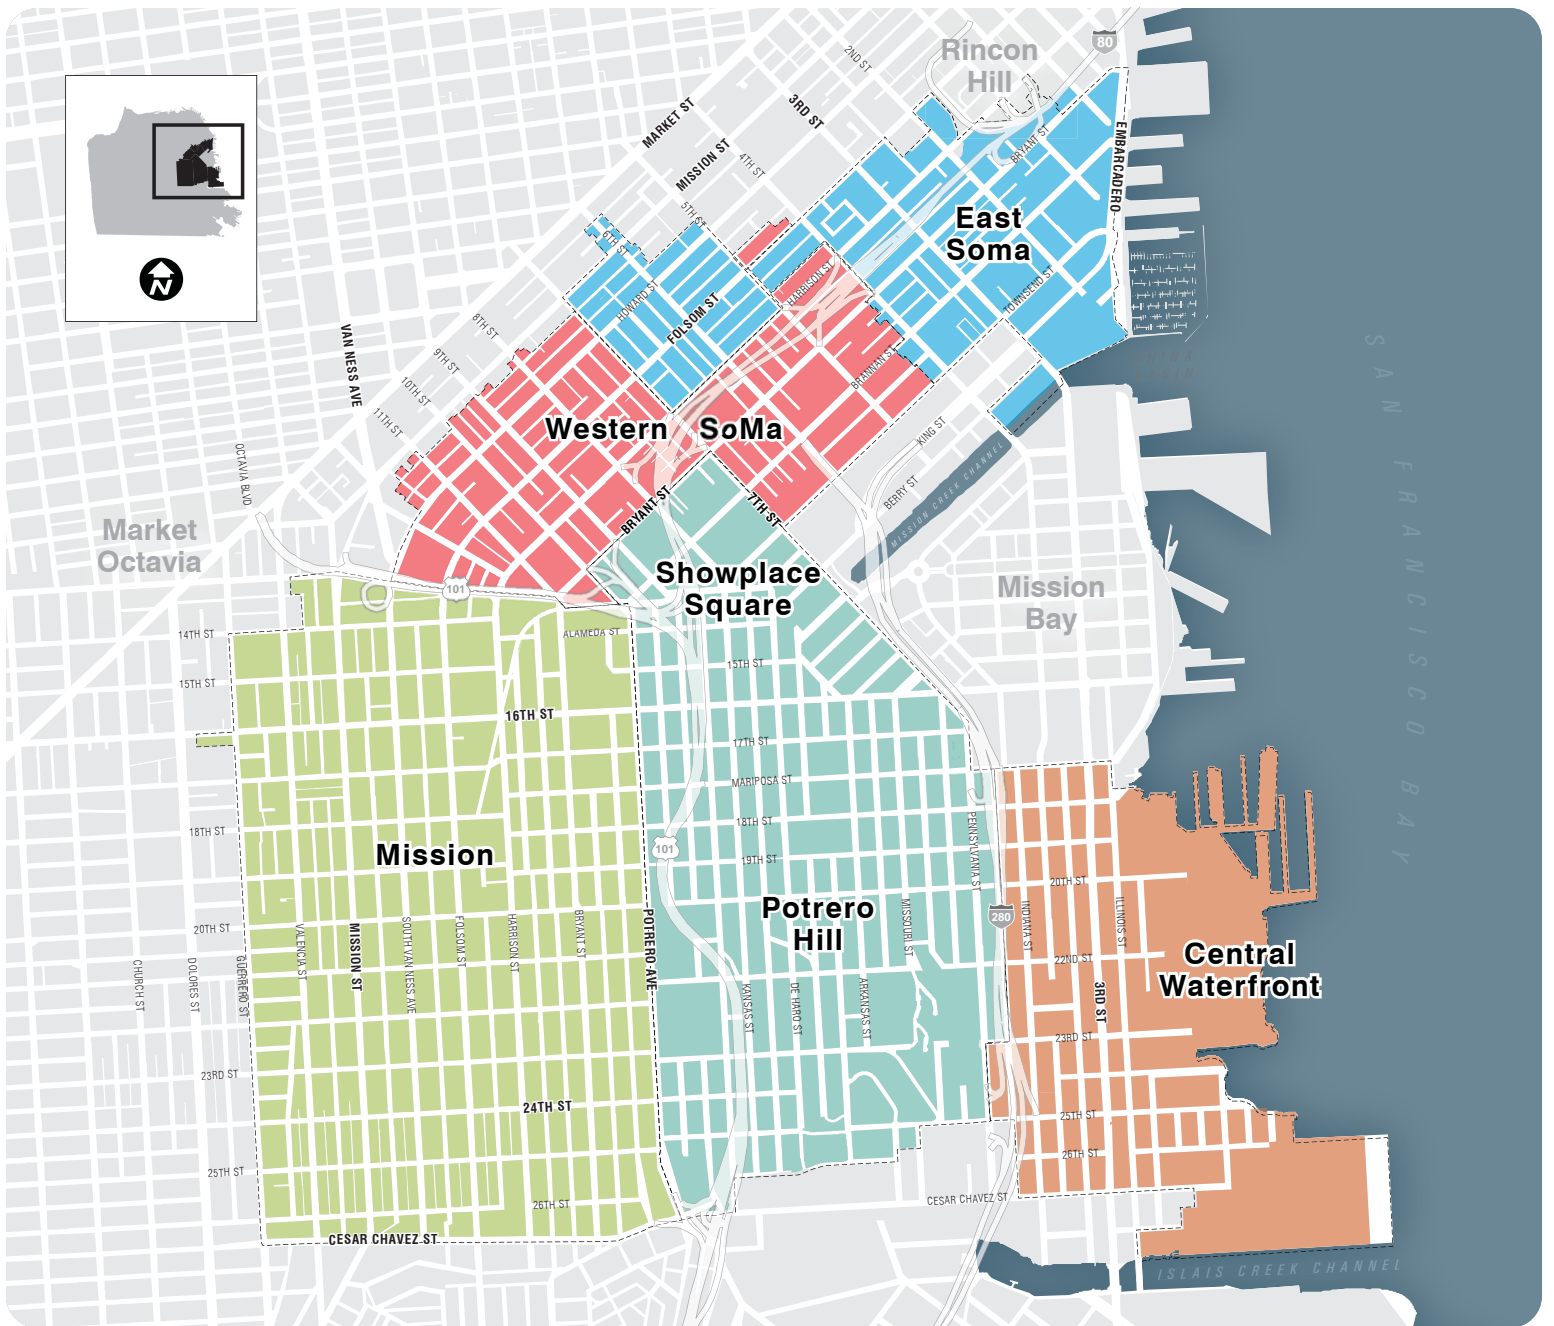 Rincon
Hill
80
2ND ST
3RD ST
MARKET ST
MISSION ST
4TH ST
5TH ST
6TH ST
BRYANT ST
EMBARCADERO
East
Soma
HARRISON ST
HOWARD ST
FOLSOM ST
TOWNSEND ST
BRANNAN ST
8TH ST
9TH ST
10TH ST
11TH ST
VAN NESS AVE
OCTAVIA BLVD
N
Western SoMa
KING ST
BERRY ST
MISSION CREEK CHANNEL
BRYANT ST
7TH ST
Market
Octavia
101
Showplace
Square
Mission
Bay
SAN FRANCISCO BAY
14TH ST
ALAMEDA ST
15TH ST
15TH ST
16TH ST
17TH ST
MARIPOSA ST
18TH ST
18TH ST
19TH ST
101
Mission
PENNSYLVANIA ST
20TH ST
Potrero
Hill
280
MISSOURI ST
INDIANA ST
ILLINOIS ST
20TH ST
CHURCH ST
DOLORES ST
GUERRERO ST
VALENCIA ST
MISSION ST
SOUTH VAN NESS AVE
FOLSOM ST
HARRISON ST
BRYANT ST
POTRERO AVE
KANSAS ST
DE HARO ST
ARKANSAS ST
22ND ST
3RD ST
Central
Waterfront
23RD ST
23RD ST
24TH ST
25TH ST
25TH ST
26TH ST
26TH ST
CESAR CHAVEZ ST
CESAR CHAVEZ ST
ISLAIS CREEK CHANNEL